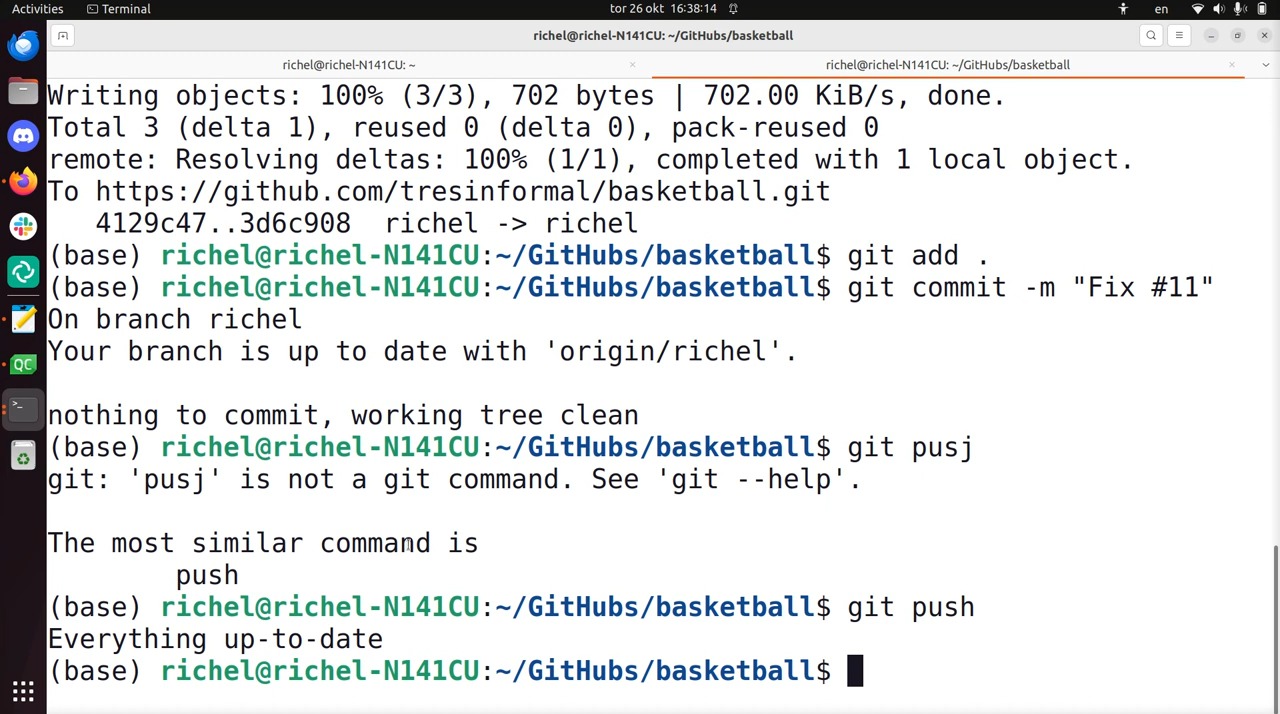 Activities
Terminal
tor 26 okt 16:38:14
en
richel@richel-N141CU: ~/GitHubs/basketball
richel@richel-N141CU: ~
richel@richel-N141CU: ~/GitHubs/basketball
Writing objects: 100% (3/3), 702 bytes | 702.00 KiB/s, done.
Total 3 (delta 1), reused 0 (delta 0), pack-reused 0
remote: Resolving deltas: 100% (1/1), completed with 1 local object.
To https://github.com/tresinformal/basketball.git
   4129c47..3d6c908  richel -> richel
(base) richel@richel-N141CU:~/GitHubs/basketball$ git add .
(base) richel@richel-N141CU:~/GitHubs/basketball$ git commit -m "Fix #11"
On branch richel
Your branch is up to date with 'origin/richel'.
nothing to commit, working tree clean
(base) richel@richel-N141CU:~/GitHubs/basketball$ git pusj
git: 'pusj' is not a git command. See 'git --help'.
The most similar command is
        push
(base) richel@richel-N141CU:~/GitHubs/basketball$ git push
Everything up-to-date
(base) richel@richel-N141CU:~/GitHubs/basketball$
QC